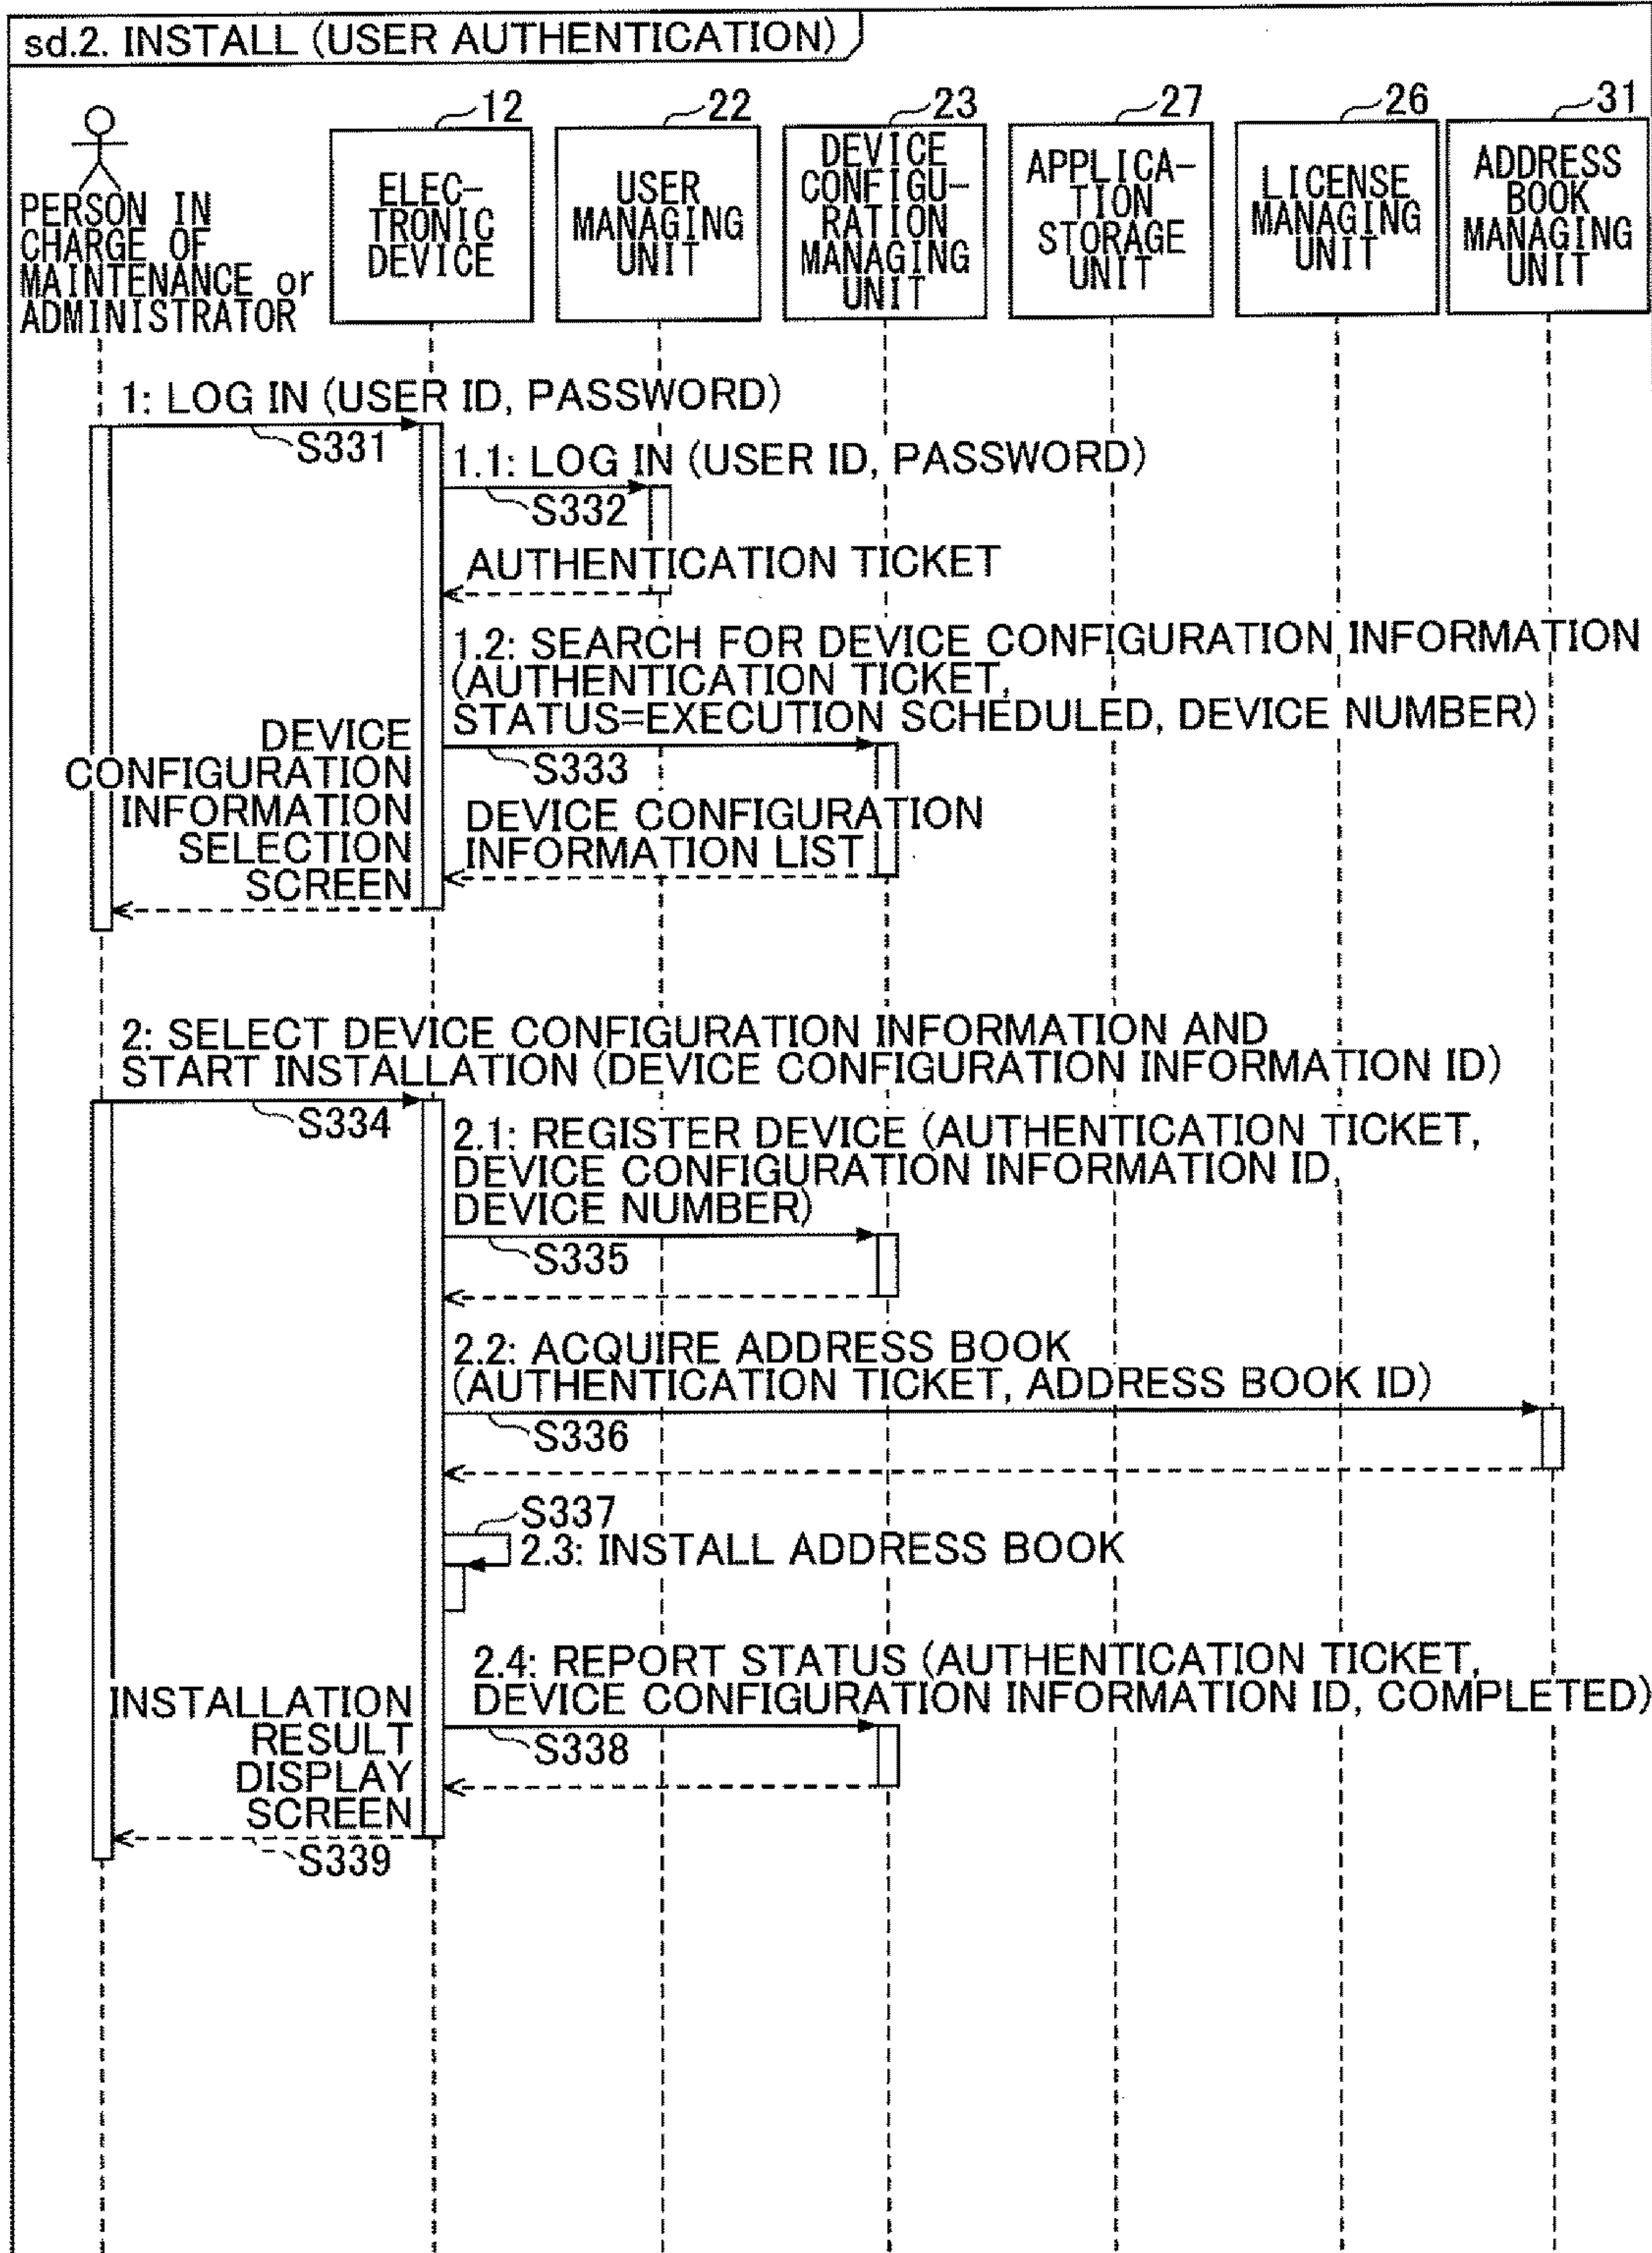 sd.2. INSTALL (USER AUTHENTICATION)
12
22
23
27
26
31
PERSON IN
CHARGE OF
MAINTENANCE or
ADMINISTRATOR
ELEC-
TRONIC
DEVICE
USER
MANAGING
UNIT
DEVICE
CONFIGU-
RATION
MANAGING
UNIT
APPLICA-
TION
STORAGE
UNIT
LICENSE
MANAGING
UNIT
ADDRESS
BOOK
MANAGING
UNIT
1: LOG IN (USER ID, PASSWORD)
S331
1.1: LOG IN (USER ID, PASSWORD)
S332
AUTHENTICATION TICKET
1.2: SEARCH FOR DEVICE CONFIGURATION INFORMATION
(AUTHENTICATION TICKET,
STATUS=EXECUTION SCHEDULED, DEVICE NUMBER)
S333
DEVICE
CONFIGURATION
INFORMATION
SELECTION
SCREEN
DEVICE CONFIGURATION
INFORMATION LIST
2: SELECT DEVICE CONFIGURATION INFORMATION AND
START INSTALLATION (DEVICE CONFIGURATION INFORMATION ID)
S334
2.1: REGISTER DEVICE (AUTHENTICATION TICKET,
DEVICE CONFIGURATION INFORMATION ID,
DEVICE NUMBER)
S335
2.2: ACQUIRE ADDRESS BOOK
(AUTHENTICATION TICKET, ADDRESS BOOK ID)
S336
S337
2.3: INSTALL ADDRESS BOOK
2.4: REPORT STATUS (AUTHENTICATION TICKET,
DEVICE CONFIGURATION INFORMATION ID, COMPLETED)
S338
INSTALLATION
RESULT
DISPLAY
SCREEN
S339